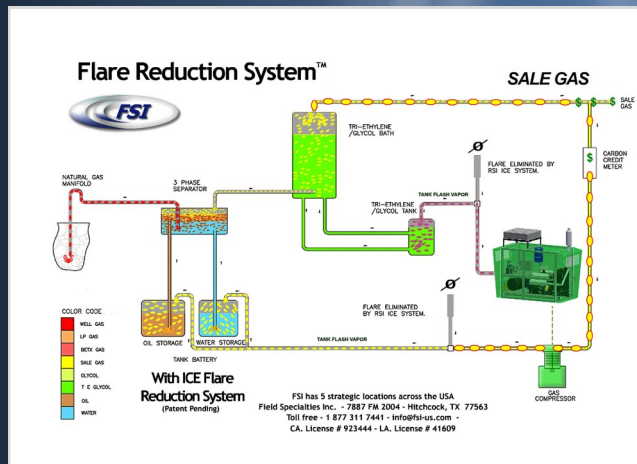 Flare Reduction System™
SALE GAS
FSI
SALE
GAS
TRI-ETHYLENE
/GLYCOL BATH
CARBON
CREDIT
METER
FLARE ELIMINATED BY
RSI ICE SYSTEM.
NATURAL GAS
MANIFOLD
3 PHASE
SEPARATOR
TANK FLASH VAPOR
TRI-ETHYLENE
/GLYCOL TANK
FLARE ELIMINATED
BY RSI ICE SYSTEM.
COLOR CODE
WELL GAS
LP GAS
BETX GAS
SALE GAS
GLYCOL
T E GLYCOL
OIL
WATER
OIL STORAGE
WATER STORAGE
TANK BATTERY
TANK FLASH VAPOR
GAS
COMPRESSOR
With ICE Flare
Reduction System
(Patent Pending)
FSI has 5 strategic locations across the USA
Field Specialties Inc. - 7887 FM 2004 - Hitchcock, TX 77563
Toll free - 1 877 311 7441 - info@fsi-us.com -
CA. License # 923444 - LA. License # 41609